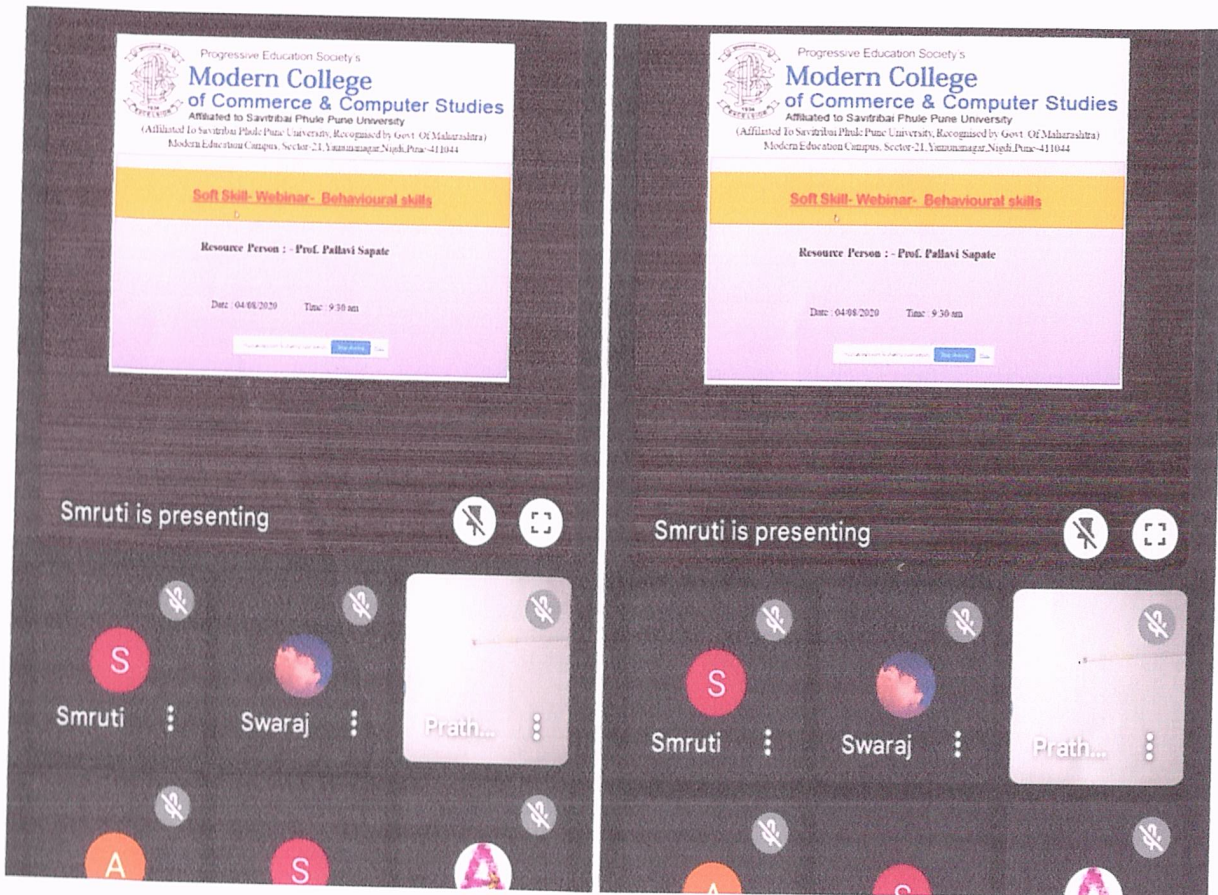 Progressive Education Society's
Modern College
of Commerce & Computer Studies
Affiliated to Savitribai Phule Pune University
(Affiliated To Savitribai Phule Pune University, Recognised by Govt. Of Maharashtra)
Modern Education Campus, Sector-21, Yamunanagar, Nigdi, Pune-411044
Soft Skill- Webinar- Behavioural skills
Resource Person : - Prof. Pallavi Sapate
Date : 04/08/2020 Time : 9:30 am
Smruti is presenting
S
Smruti
Swaraj
Prath...
A
S
A
Progressive Education Society's
Modern College
of Commerce & Computer Studies
Affiliated to Savitribai Phule Pune University
(Affiliated To Savitribai Phule Pune University, Recognised by Govt. Of Maharashtra)
Modern Education Campus, Sector-21, Yamunanagar, Nigdi, Pune-411044
Soft Skill- Webinar- Behavioural skills
Resource Person : - Prof. Pallavi Sapate
Date : 04/08/2020 Time : 9:30 am
Smruti is presenting
S
Smruti
Swaraj
Prath...
A
S
A